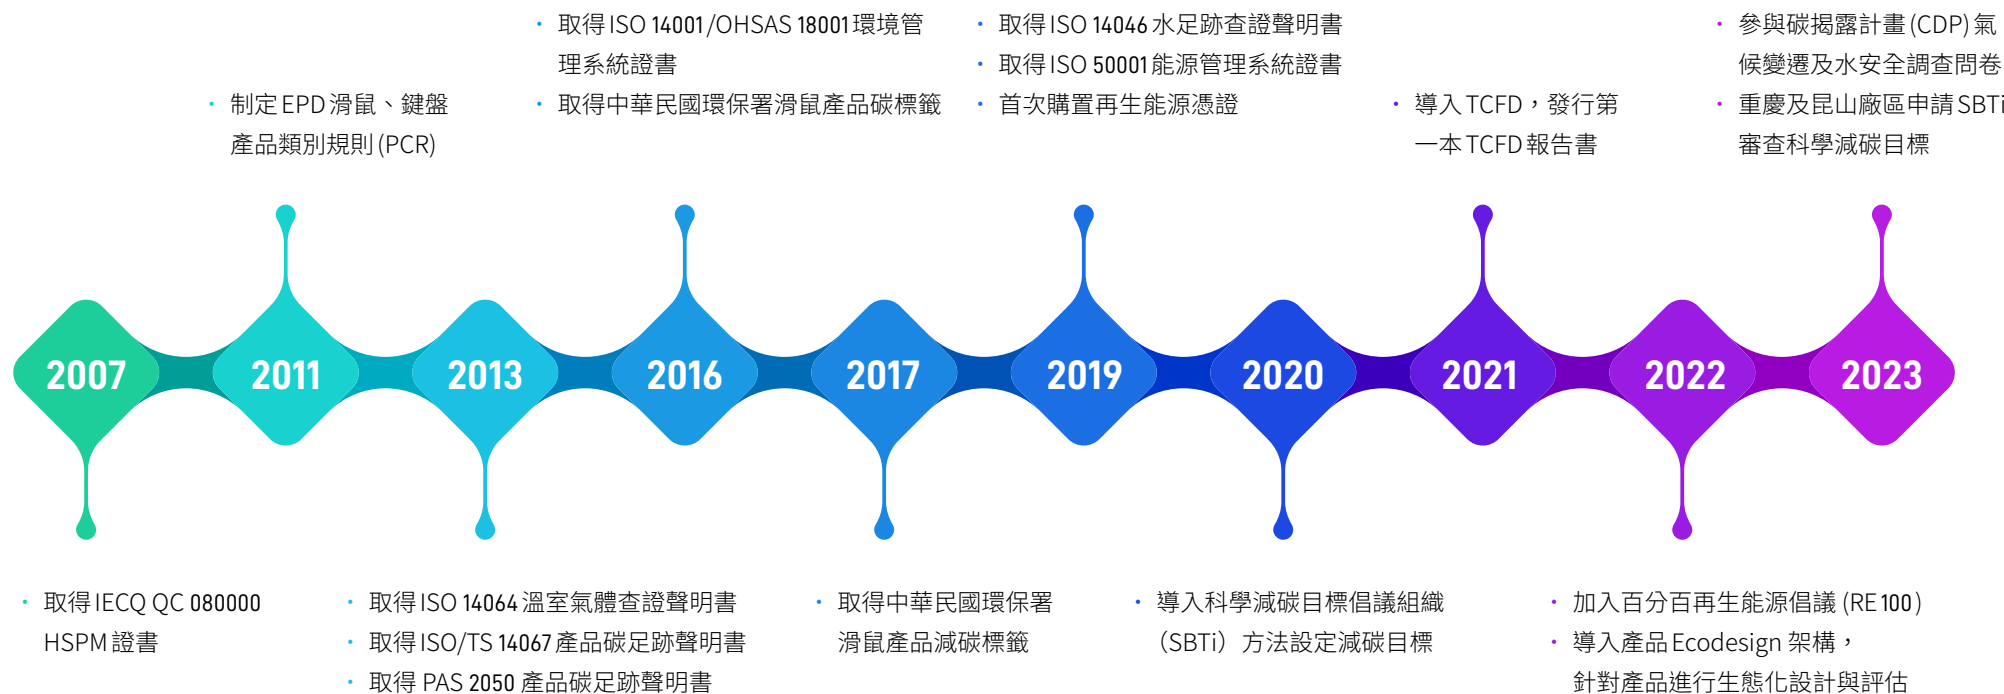 • 取得 ISO 14001/OHSAS 18001 環境管
理系統證書
• 取得中華民國環保署滑鼠產品碳標籤
• 取得 ISO 14046 水足跡查證聲明書
• 取得 ISO 50001 能源管理系統證書
• 首次購置再生能源憑證
• 參與碳揭露計畫 (CDP) 氣
候變遷及水安全調查問卷
• 重慶及昆山廠區申請 SBTi
審查科學減碳目標
• 制定 EPD 滑鼠、鍵盤
產品類別規則 (PCR)
• 導入 TCFD，發行第
一本 TCFD 報告書
2007
2011
2013
2016
2017
2019
2020
2021
2022
2023
• 取得 IECQ QC 080000
HSPM 證書
• 取得 ISO 14064 溫室氣體查證聲明書
• 取得 ISO/TS 14067 產品碳足跡聲明書
• 取得 PAS 2050 產品碳足跡聲明書
• 取得中華民國環保署
滑鼠產品減碳標籤
• 導入科學減碳目標倡議組織
（SBTi）方法設定減碳目標
• 加入百分百再生能源倡議 (RE100)
• 導入產品 Ecodesign 架構，
針對產品進行生態化設計與評估